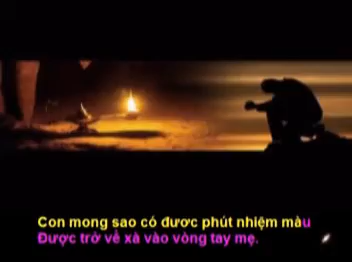 Con mong sao có được phút nhiệm màu
Được trở về xà vào vòng tay mẹ.